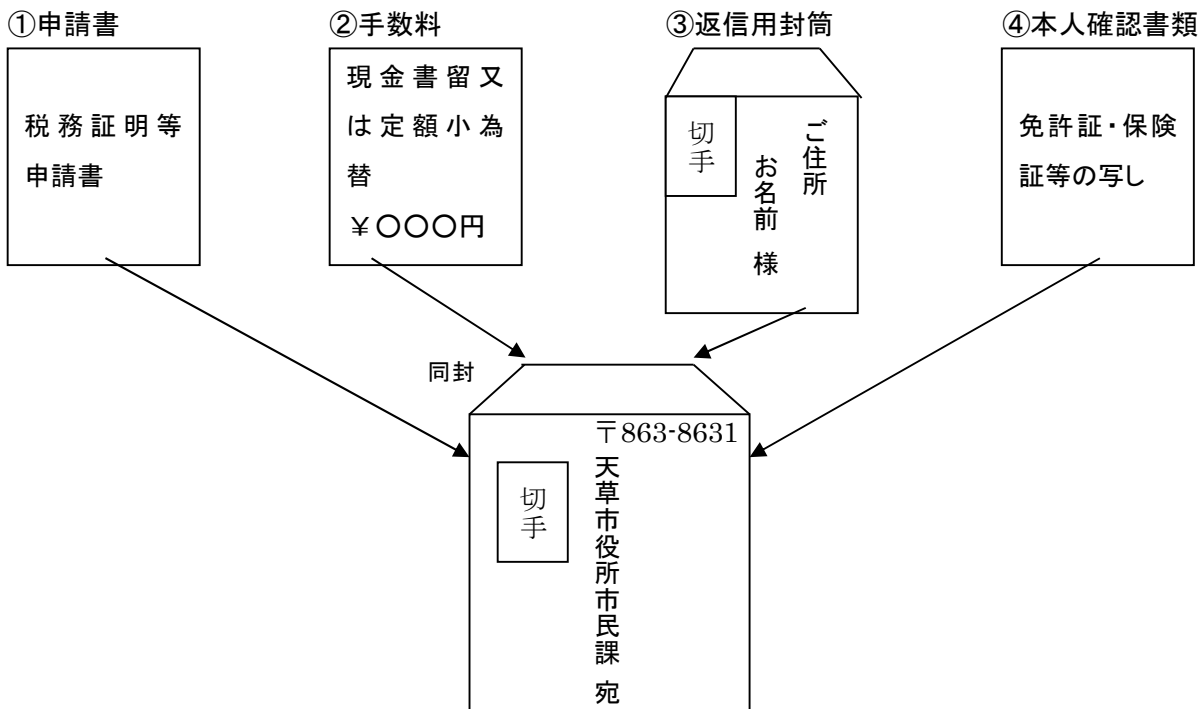 ①申請書
税務証明等
申請書
②手数料
現金書留又
は定額小為
替
￥〇〇〇円
③返信用封筒
切手
ご住所
お名前 様
④本人確認書類
免許証・保険
証等の写し
同封
〒863-8631
切手
天草市役所市民課 宛